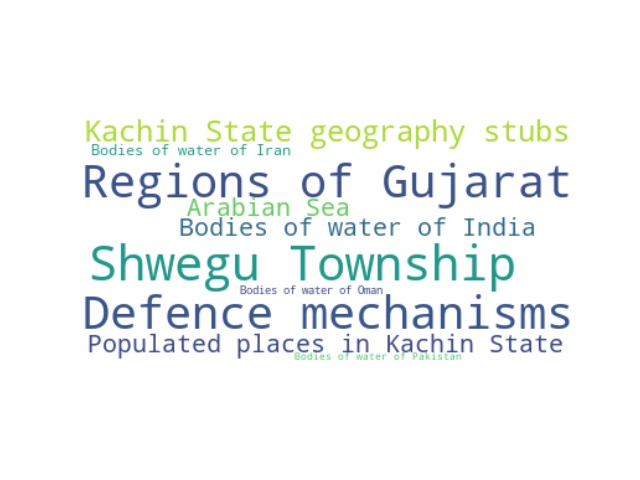 Kachin State geography stubs
Bodies of water of Iran
Regions of Gujarat
Arabian Sea
Bodies of water of India
Shwegu Township
Bodies of water of Oman
Defence mechanisms
Populated places in Kachin State
Bodies of water of Pakistan